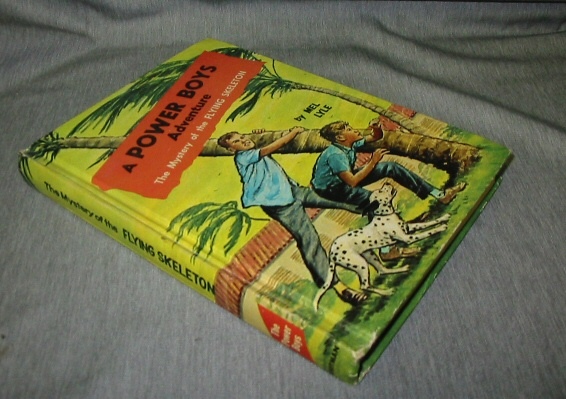 A POWER BOYS
Adventure
The Mystery of the FLYING SKELETON
by MEL
LYLE
The Mystery of the FLYING SKELETON
The
Power
Boys